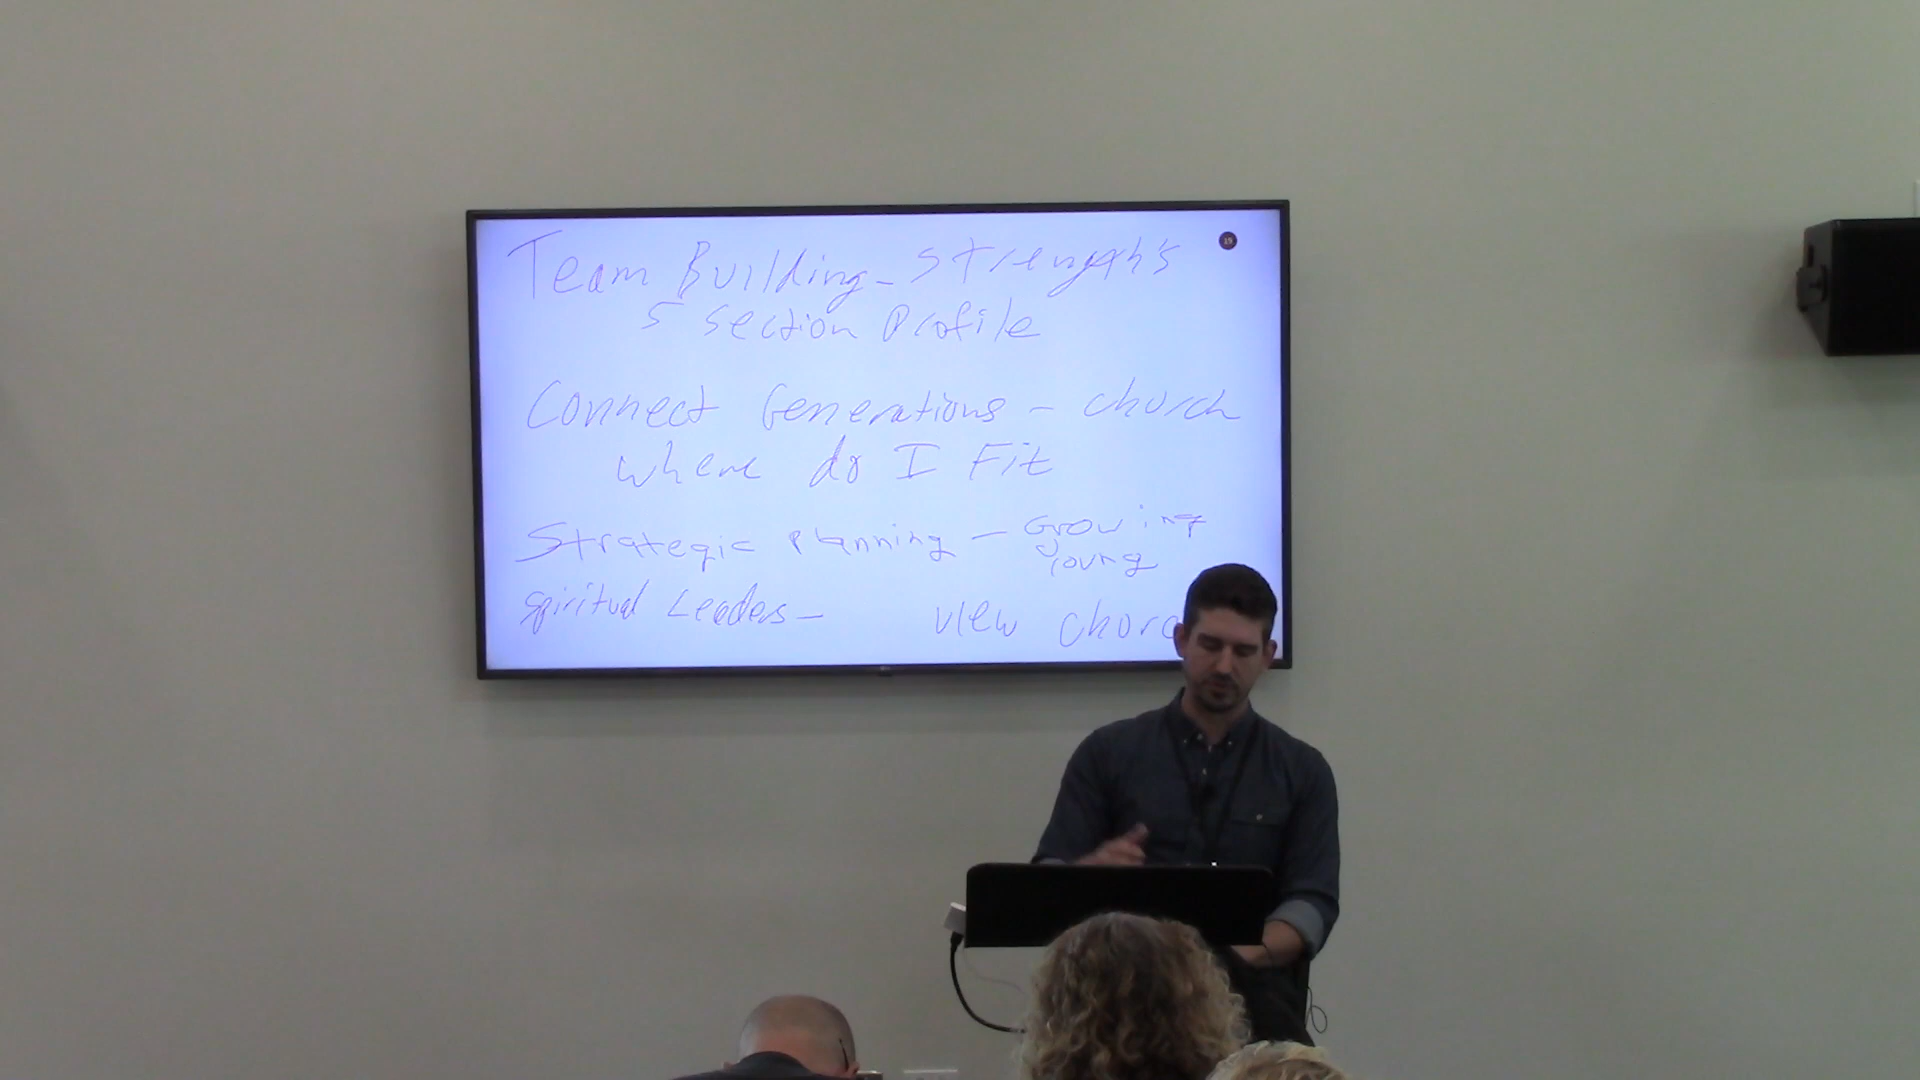 Team Building - Strength's
5 Section Profile
Connect Generations - church
where do I Fit
Strategic Planning - Growing
Young
Spiritual Leaders - view
15